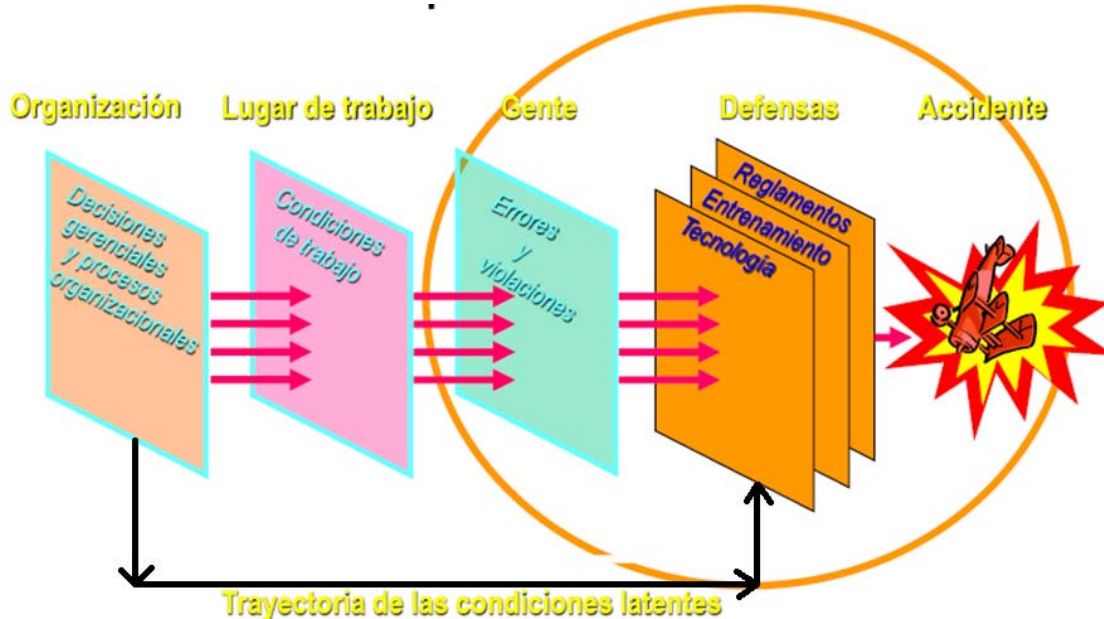 Organización
Lugar de trabajo
Gente
Defensas
Accidente
Decisiones
gerenciales
y procesos
organizacionales
Condiciones
de trabajo
Errores
y
violaciones
Reglamentos
Entrenamiento
Tecnología
Trayectoria de las condiciones latentes